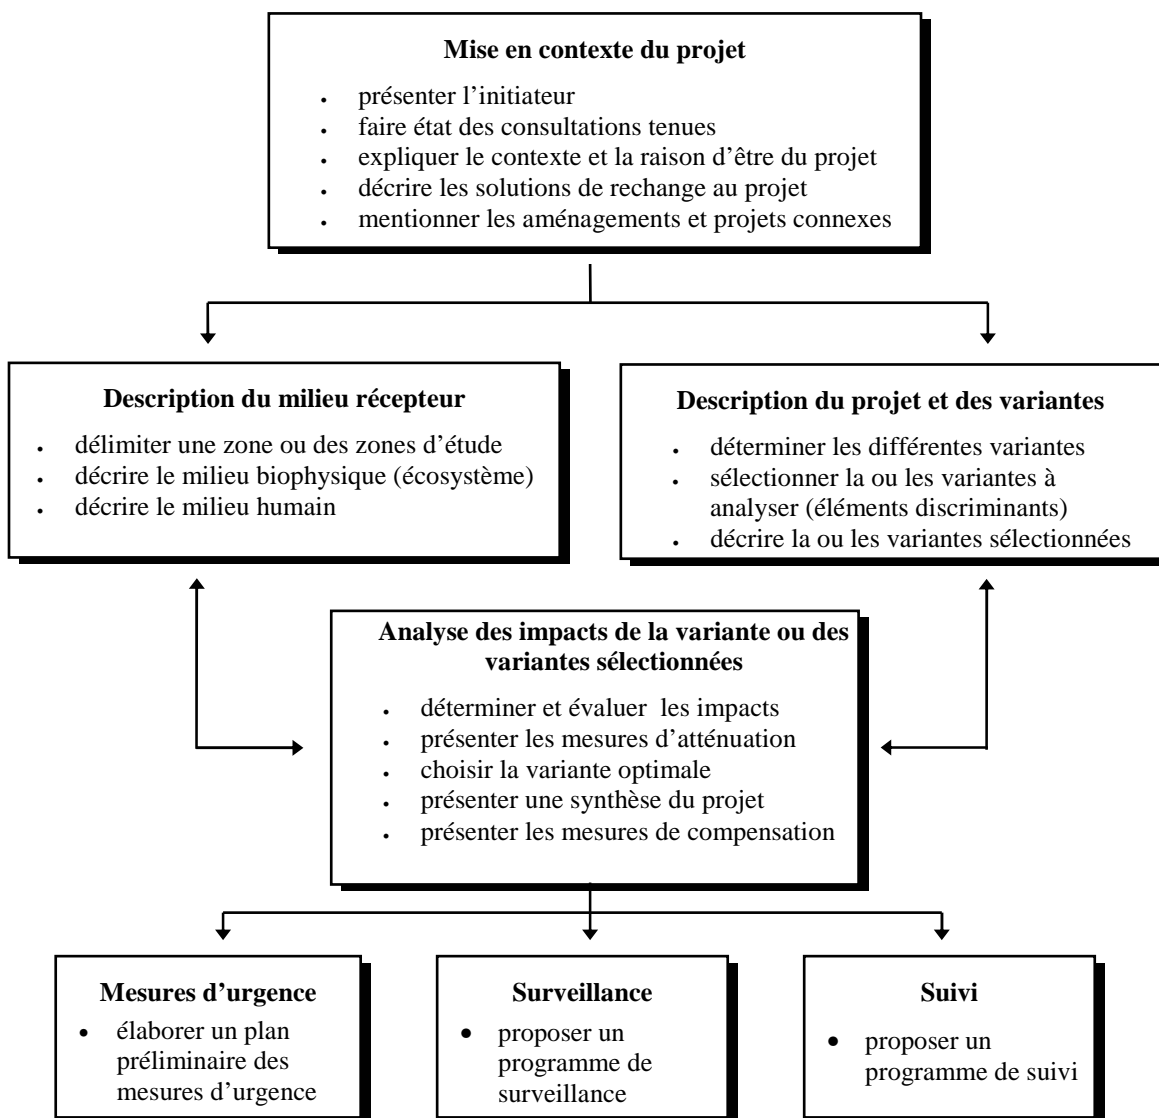 Mise en contexte du projet
• présenter l’initiateur
• faire état des consultations tenues
• expliquer le contexte et la raison d’être du projet
• décrire les solutions de rechange au projet
• mentionner les aménagements et projets connexes
Description du milieu récepteur
• délimiter une zone ou des zones d’étude
• décrire le milieu biophysique (écosystème)
• décrire le milieu humain
Description du projet et des variantes
• déterminer les différentes variantes
• sélectionner la ou les variantes à
analyser (éléments discriminants)
• décrire la ou les variantes sélectionnées
Analyse des impacts de la variante ou des
variantes sélectionnées
• déterminer et évaluer les impacts
• présenter les mesures d’atténuation
• choisir la variante optimale
• présenter une synthèse du projet
• présenter les mesures de compensation
Mesures d’urgence
• élaborer un plan
préliminaire des
mesures d’urgence
Surveillance
• proposer un
programme de
surveillance
Suivi
• proposer un
programme de suivi